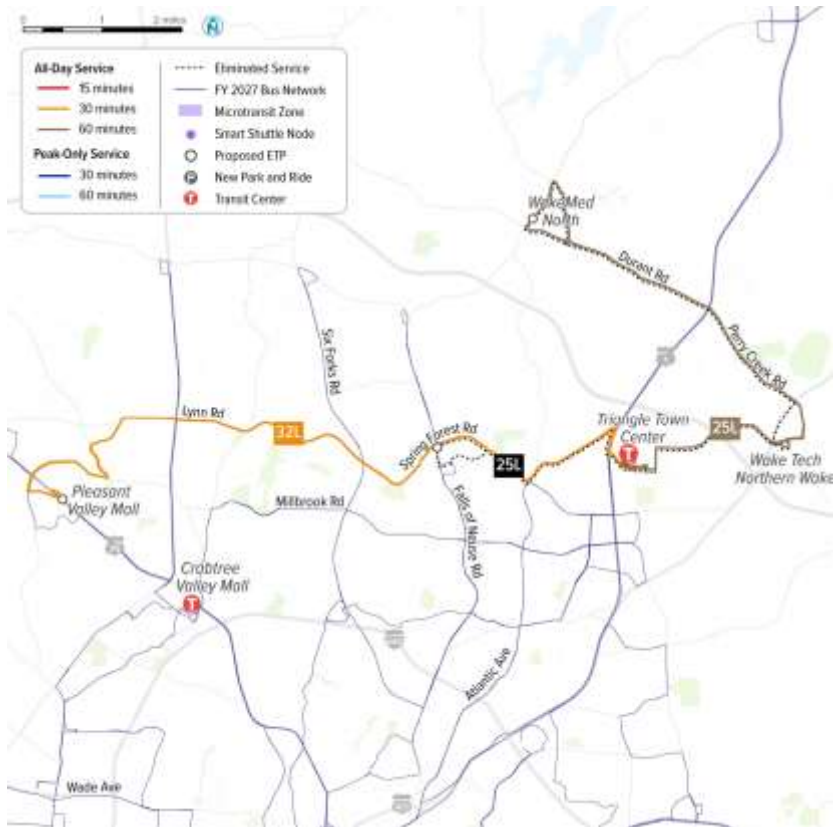 0 1 2 miles
N
All-Day Service
15 minutes
30 minutes
60 minutes
Peak-Only Service
30 minutes
60 minutes
Eliminated Service
FY 2027 Bus Network
Microtransit Zone
Smart Shuttle Node
Proposed ETP
P New Park and Ride
T Transit Center
WakeMed
North
Durant Rd
Perry Creek Rd
Six Forks Rd
Lynn Rd
32L
Spring Forest Rd
25L
Triangle Town
Center
T
25L
Wake Tech
Northern Wake
Pleasant
Valley Mall
Millbrook Rd
Falls of Neuse Rd
Crabtree
Valley Mall
T
Atlantic Ave
Wade Ave